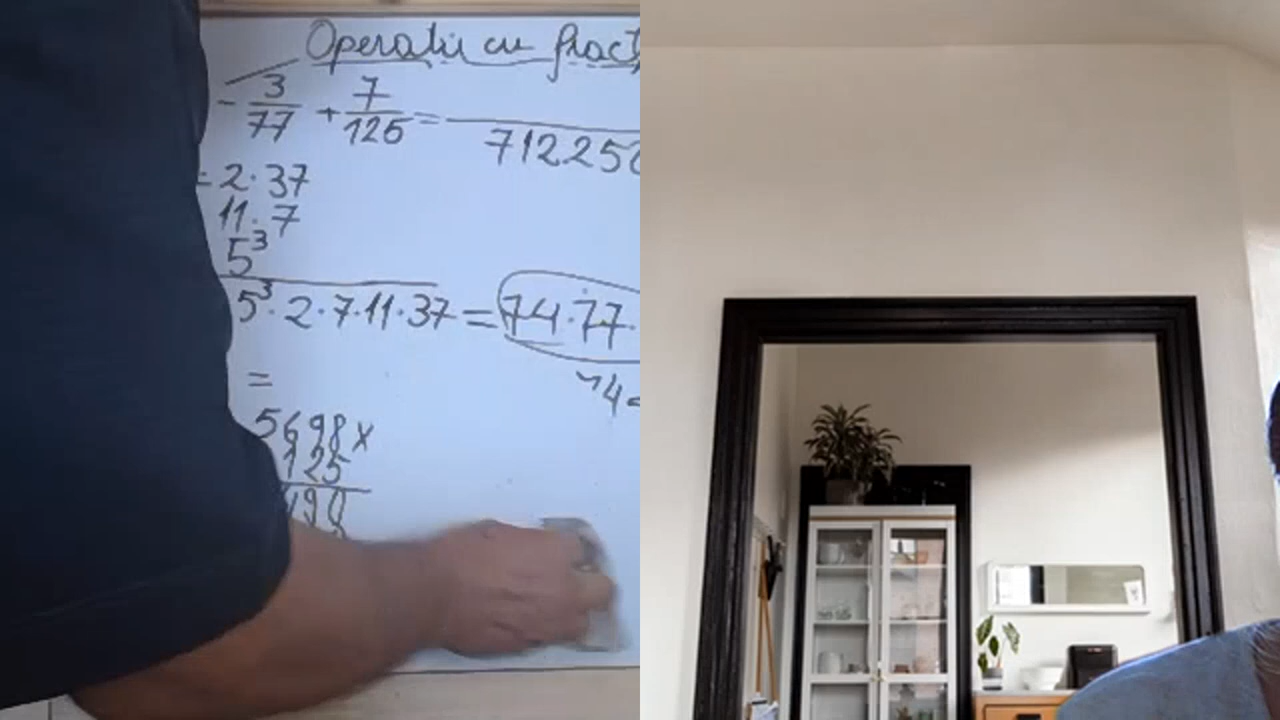 Operatii cu fract
- 3/77 + 7/125 =
712250
= 2·37
11·7
5³
5³·2·7·11·37 = 74·77·
=
5698 x
125